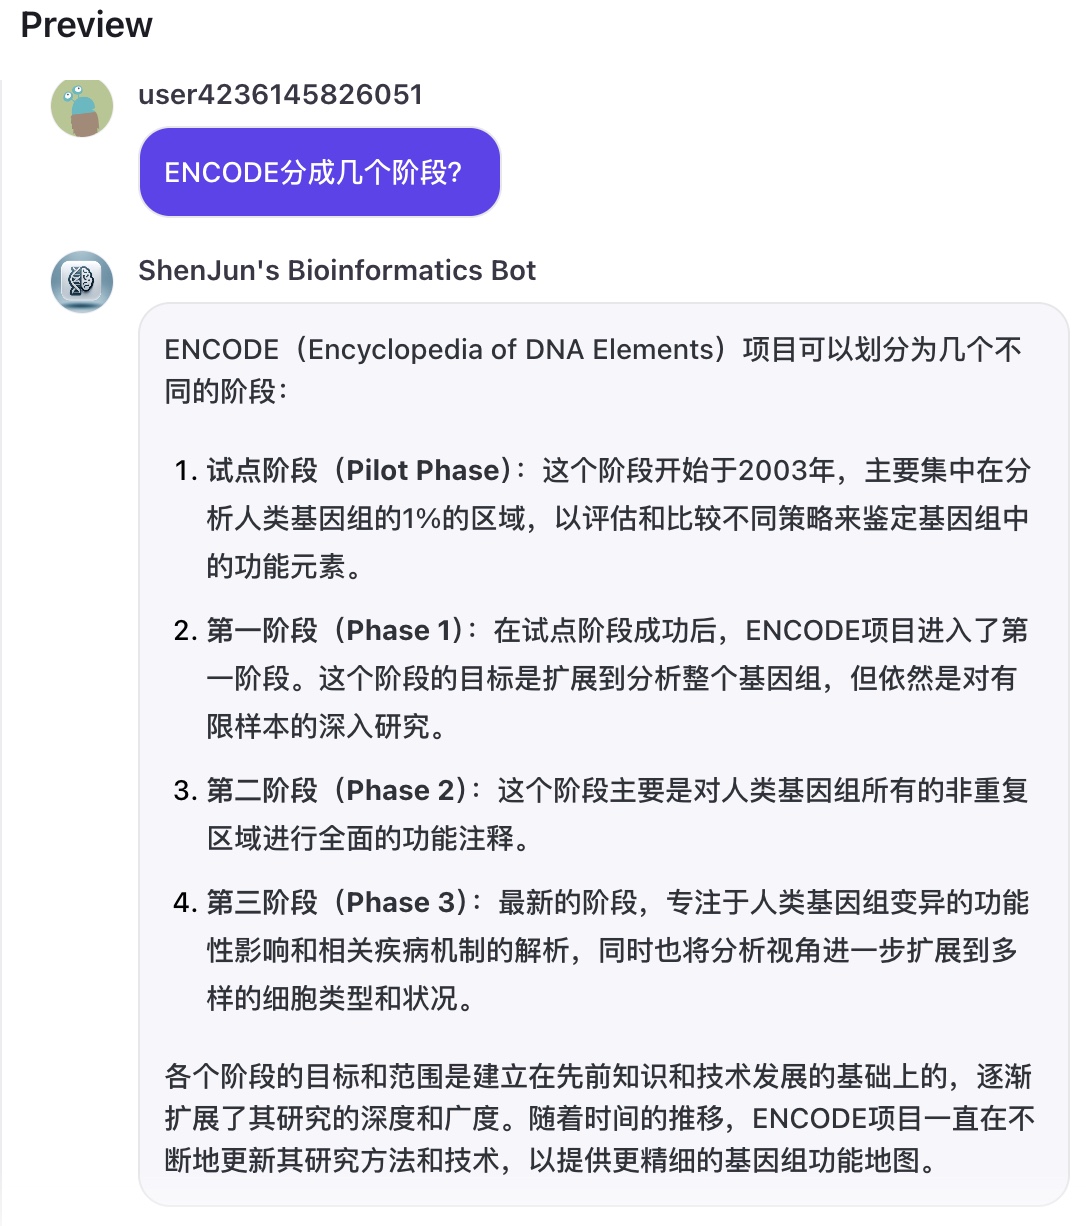 Preview
user4236145826051
ENCODE分成几个阶段?
ShenJun's Bioinformatics Bot
ENCODE（Encyclopedia of DNA Elements）项目可以划分为几个不
同的阶段：
1. 试点阶段（Pilot Phase）：这个阶段开始于2003年，主要集中在分
析人类基因组的1%的区域，以评估和比较不同策略来鉴定基因组中
的功能元素。
2. 第一阶段（Phase 1）：在试点阶段成功后，ENCODE项目进入了第
一阶段。这个阶段的目标是扩展到分析整个基因组，但依然是对有
限样本的深入研究。
3. 第二阶段（Phase 2）：这个阶段主要是对人类基因组所有的非重复
区域进行全面的功能注释。
4. 第三阶段（Phase 3）：最新的阶段，专注于人类基因组变异的功能
性影响和相关疾病机制的解析，同时也将分析视角进一步扩展到多
样的细胞类型和状况。
各个阶段的目标和范围是建立在先前知识和技术发展的基础上的，逐渐
扩展了其研究的深度和广度。随着时间的推移，ENCODE项目一直在不
断地更新其研究方法和技术，以提供更精细的基因组功能地图。